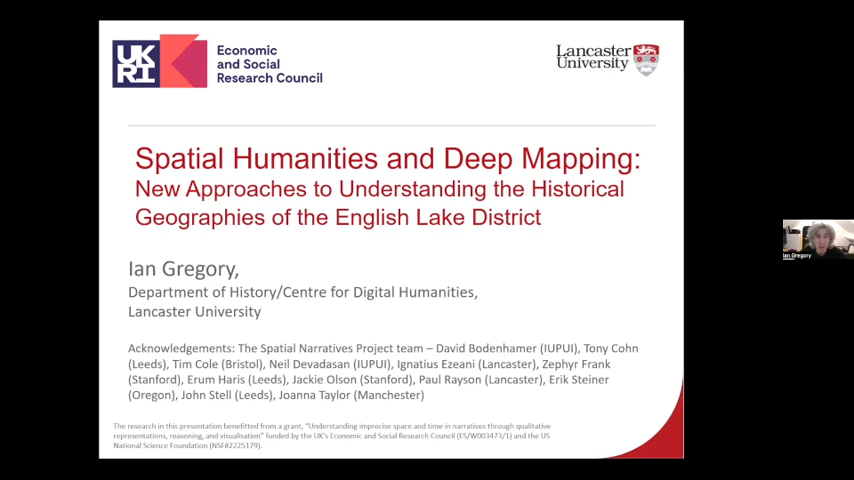 UK
RI
Economic
and Social
Research Council
Lancaster
University
Spatial Humanities and Deep Mapping:
New Approaches to Understanding the Historical
Geographies of the English Lake District
Ian Gregory,
Department of History/Centre for Digital Humanities,
Lancaster University
Acknowledgements: The Spatial Narratives Project team – David Bodenhamer (IUPUI), Tony Cohn
(Leeds), Tim Cole (Bristol), Neil Devadasan (IUPUI), Ignatius Ezeani (Lancaster), Zephyr Frank
(Stanford), Erum Haris (Leeds), Jackie Olson (Stanford), Paul Rayson (Lancaster), Erik Steiner
(Oregon), John Stell (Leeds), Joanna Taylor (Manchester)
The research in this presentation benefitted from a grant, "Understanding imprecise space and time in narratives through qualitative
representations, reasoning, and visualisation" funded by the UK's Economic and Social Research Council (ES/W003473/1) and the US
National Science Foundation (NSF#2225179).
Ian Gregory